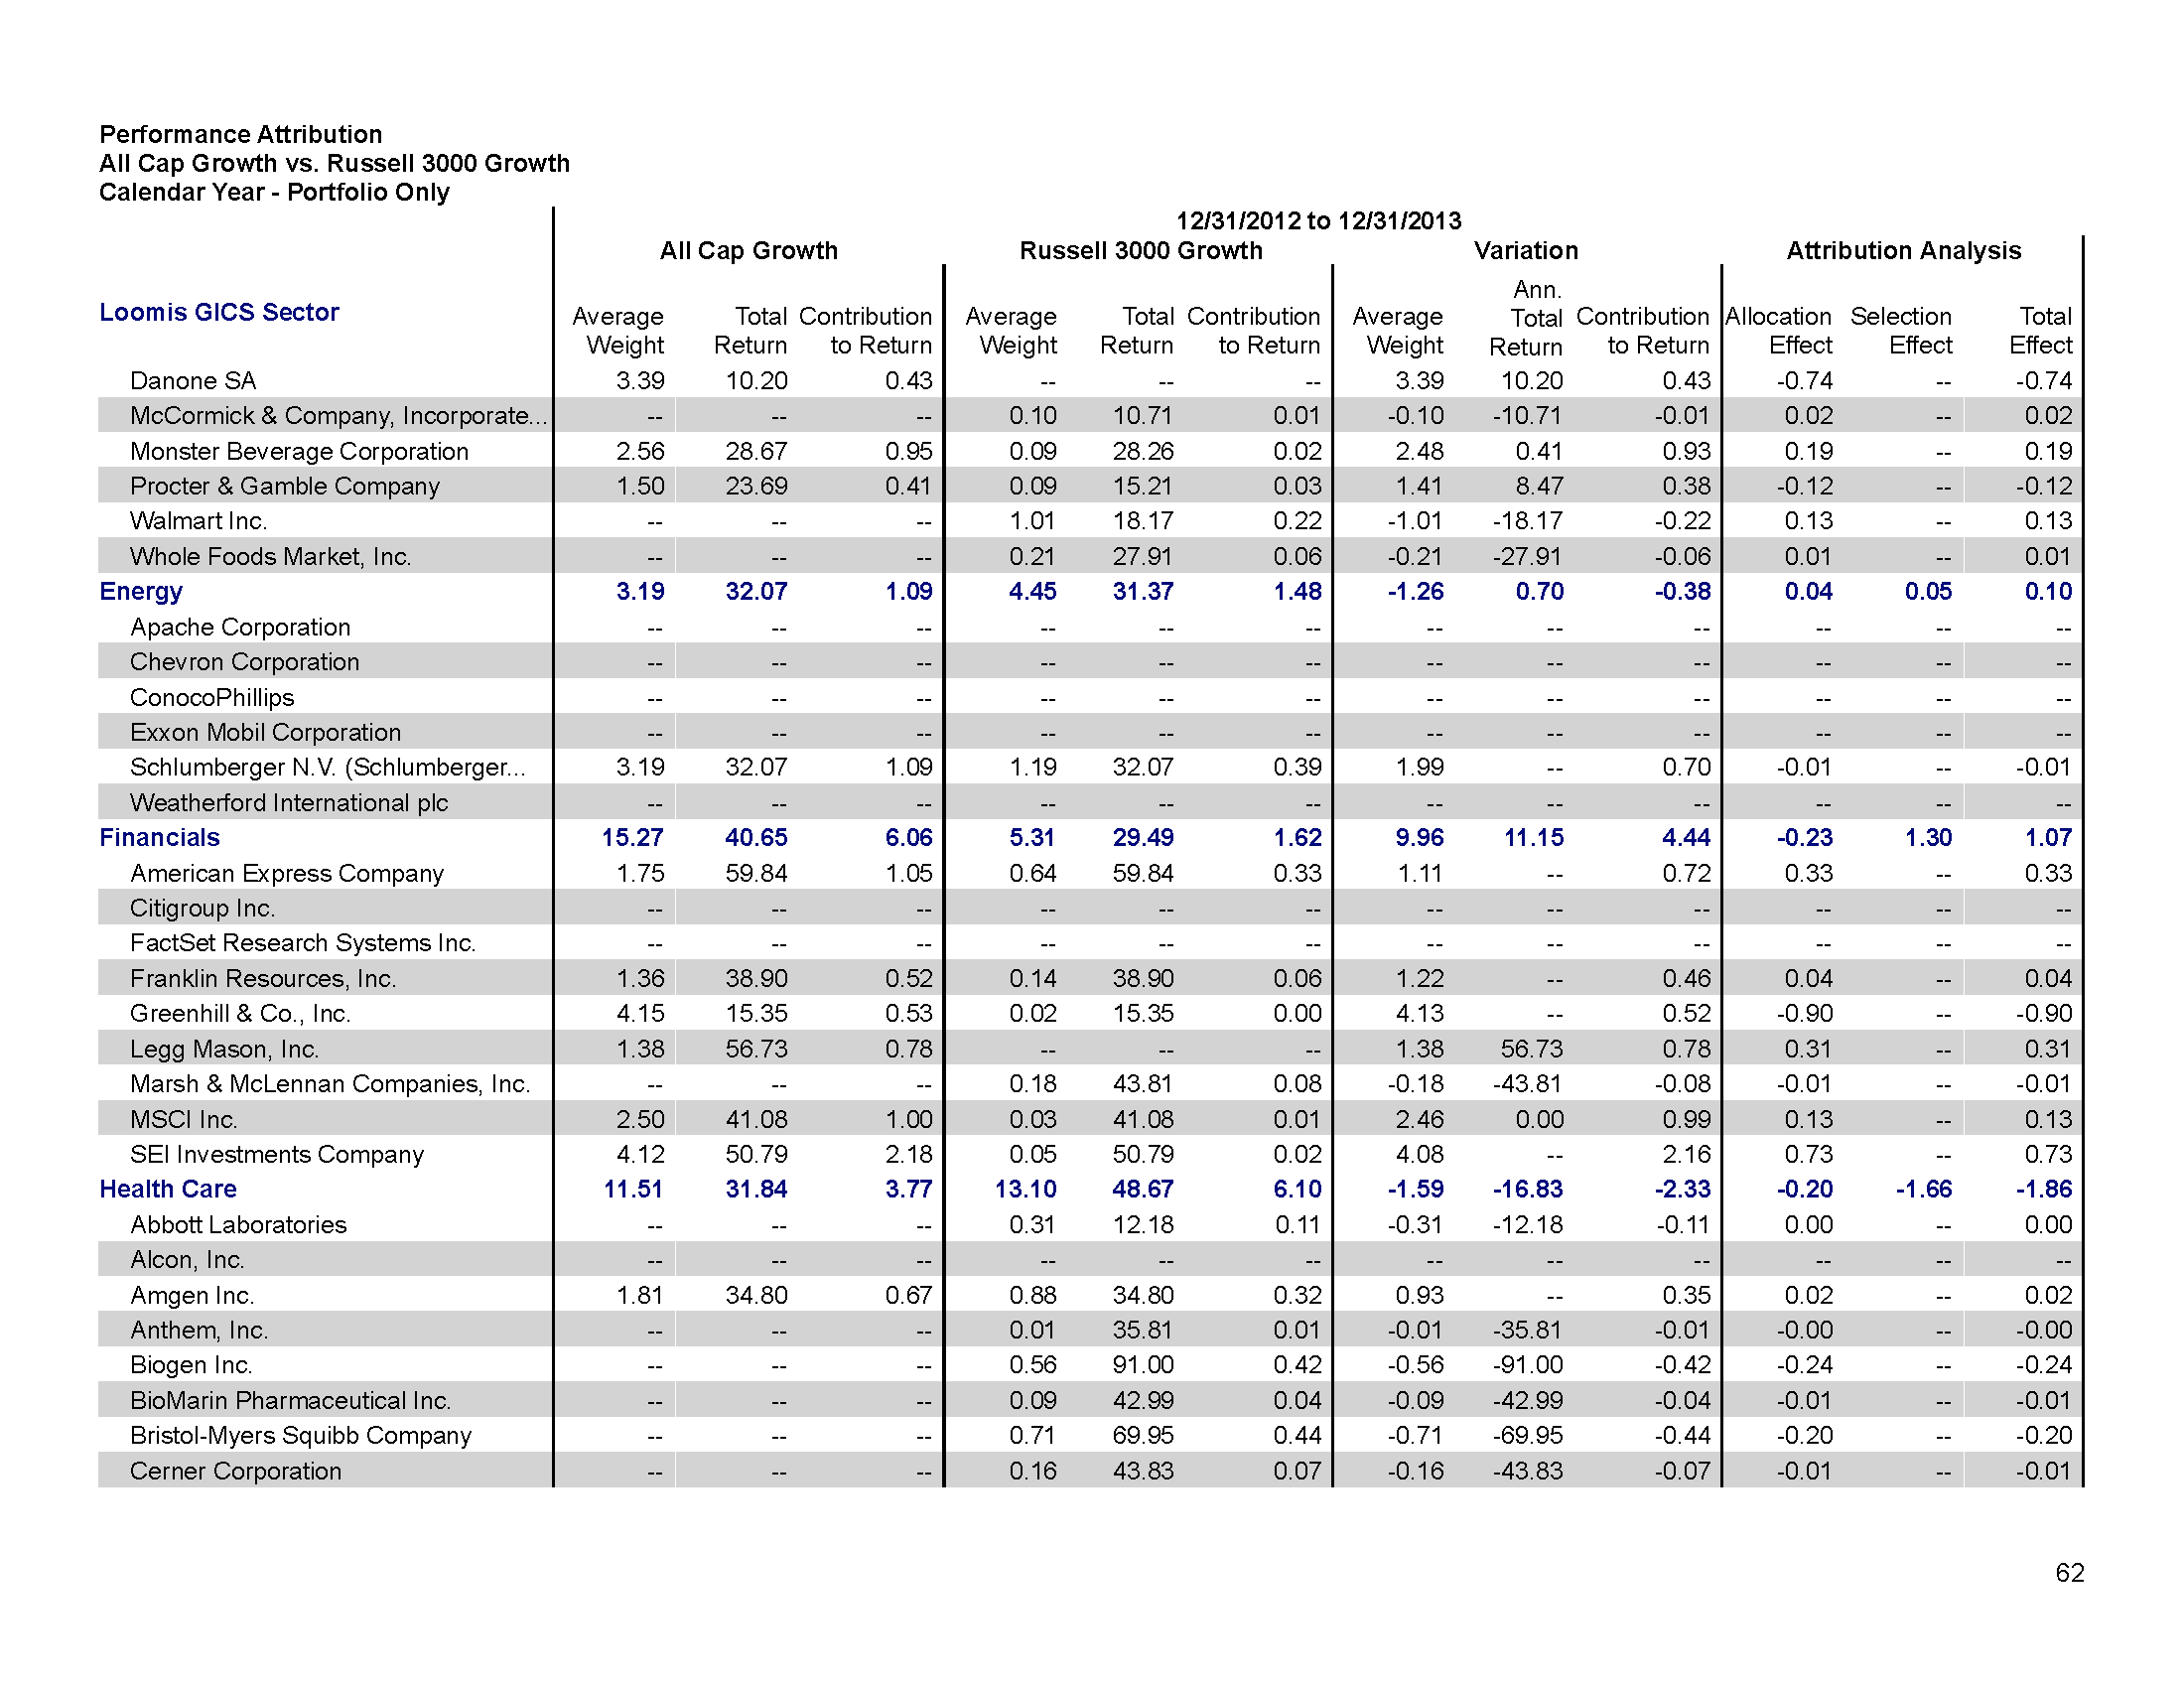 Performance Attribution
All Cap Growth vs. Russell 3000 Growth
Calendar Year - Portfolio Only
12/31/2012 to 12/31/2013
All Cap Growth Russell 3000 Growth Variation Attribution Analysis
Loomis GICS Sector Average Weight Total Return Contribution to Return Average Weight Total Return Contribution to Return Average Weight Ann. Total Return Contribution to Return Allocation Effect Selection Effect Total Effect
Danone SA 3.39 10.20 0.43 -- -- -- 3.39 10.20 0.43 -0.74 -- -0.74
McCormick & Company, Incorporate... -- -- -- 0.10 10.71 0.01 -0.10 -10.71 -0.01 0.02 -- 0.02
Monster Beverage Corporation 2.56 28.67 0.95 0.09 28.26 0.02 2.48 0.41 0.93 0.19 -- 0.19
Procter & Gamble Company 1.50 23.69 0.41 0.09 15.21 0.03 1.41 8.47 0.38 -0.12 -- -0.12
Walmart Inc. -- -- -- 1.01 18.17 0.22 -1.01 -18.17 -0.22 0.13 -- 0.13
Whole Foods Market, Inc. -- -- -- 0.21 27.91 0.06 -0.21 -27.91 -0.06 0.01 -- 0.01
Energy 3.19 32.07 1.09 4.45 31.37 1.48 -1.26 0.70 -0.38 0.04 0.05 0.10
Apache Corporation -- -- -- -- -- -- -- -- -- -- -- --
Chevron Corporation -- -- -- -- -- -- -- -- -- -- -- --
ConocoPhillips -- -- -- -- -- -- -- -- -- -- -- --
Exxon Mobil Corporation -- -- -- -- -- -- -- -- -- -- -- --
Schlumberger N.V. (Schlumberger... 3.19 32.07 1.09 1.19 32.07 0.39 1.99 -- 0.70 -0.01 -- -0.01
Weatherford International plc -- -- -- -- -- -- -- -- -- -- -- --
Financials 15.27 40.65 6.06 5.31 29.49 1.62 9.96 11.15 4.44 -0.23 1.30 1.07
American Express Company 1.75 59.84 1.05 0.64 59.84 0.33 1.11 -- 0.72 0.33 -- 0.33
Citigroup Inc. -- -- -- -- -- -- -- -- -- -- -- --
FactSet Research Systems Inc. -- -- -- -- -- -- -- -- -- -- -- --
Franklin Resources, Inc. 1.36 38.90 0.52 0.14 38.90 0.06 1.22 -- 0.46 0.04 -- 0.04
Greenhill & Co., Inc. 4.15 15.35 0.53 0.02 15.35 0.00 4.13 -- 0.52 -0.90 -- -0.90
Legg Mason, Inc. 1.38 56.73 0.78 -- -- -- 1.38 56.73 0.78 0.31 -- 0.31
Marsh & McLennan Companies, Inc. -- -- -- 0.18 43.81 0.08 -0.18 -43.81 -0.08 -0.01 -- -0.01
MSCI Inc. 2.50 41.08 1.00 0.03 41.08 0.01 2.46 0.00 0.99 0.13 -- 0.13
SEI Investments Company 4.12 50.79 2.18 0.05 50.79 0.02 4.08 -- 2.16 0.73 -- 0.73
Health Care 11.51 31.84 3.77 13.10 48.67 6.10 -1.59 -16.83 -2.33 -0.20 -1.66 -1.86
Abbott Laboratories -- -- -- 0.31 12.18 0.11 -0.31 -12.18 -0.11 0.00 -- 0.00
Alcon, Inc. -- -- -- -- -- -- -- -- -- -- -- --
Amgen Inc. 1.81 34.80 0.67 0.88 34.80 0.32 0.93 -- 0.35 0.02 -- 0.02
Anthem, Inc. -- -- -- 0.01 35.81 0.01 -0.01 -35.81 -0.01 -0.00 -- -0.00
Biogen Inc. -- -- -- 0.56 91.00 0.42 -0.56 -91.00 -0.42 -0.24 -- -0.24
BioMarin Pharmaceutical Inc. -- -- -- 0.09 42.99 0.04 -0.09 -42.99 -0.04 -0.01 -- -0.01
Bristol-Myers Squibb Company -- -- -- 0.71 69.95 0.44 -0.71 -69.95 -0.44 -0.20 -- -0.20
Cerner Corporation -- -- -- 0.16 43.83 0.07 -0.16 -43.83 -0.07 -0.01 -- -0.01
62